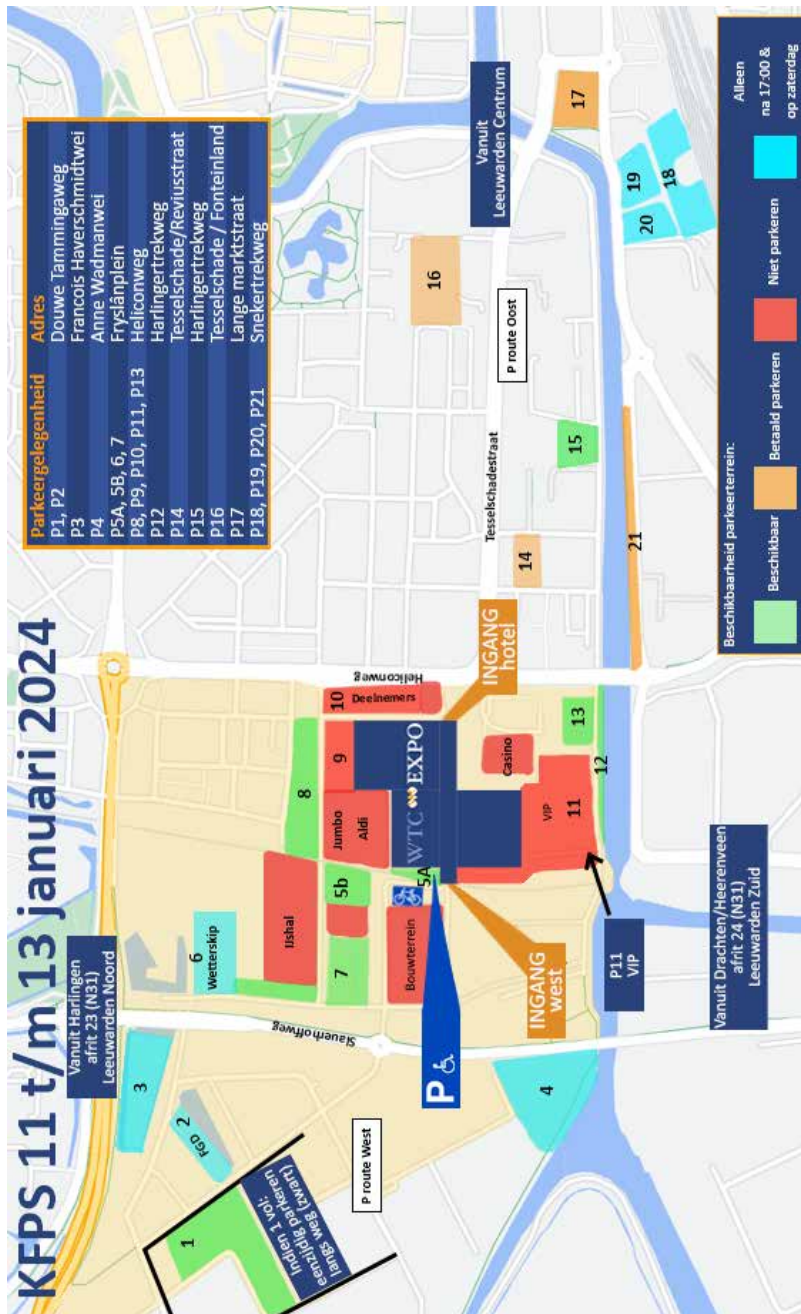 KFPS 11 t/m 13 januari 2024
Parkeergelegenheid Adres
P1, P2 Douwe Tammingaweg
P3 Francois Haverschmidtwei
P4 Anne Wadmanwei
P5A, 5B, 6, 7 Fryslânplein
P8, P9, P10, P11, P13 Heliconweg
P12 Harlingertrekweg
P14 Tesselschade/Reviusstraat
P15 Harlingertrekweg
P16 Tesselschade / Fonteinland
P17 Lange marktstraat
P18, P19, P20, P21 Snekertrekweg
Vanuit Harlingen
afrit 23 (N31)
Leeuwarden Noord
3
2
FGD
1
Indien 1 vol:
eenzijdig parkeren
langs weg (zwart)
P route West
Slauerhoffweg
6
Wetterskip
IJshal
7
5b
8
Jumbo
Aldi
9
10
Deelnemers
Heliconweg
Bouwterrein
5A
WTC EXPO
P
INGANG
west
INGANG
hotel
Casino
VIP
11
12
13
4
P11
VIP
Vanuit Drachten/Heerenveen
afrit 24 (N31)
Leeuwarden Zuid
Tesselschadestraat
P route Oost
14
15
16
Vanuit
Leeuwarden Centrum
17
18
19
20
21
Beschikbaarheid parkeerterrein:
Beschikbaar
Betaald parkeren
Niet parkeren
Alleen
na 17:00 &
op zaterdag